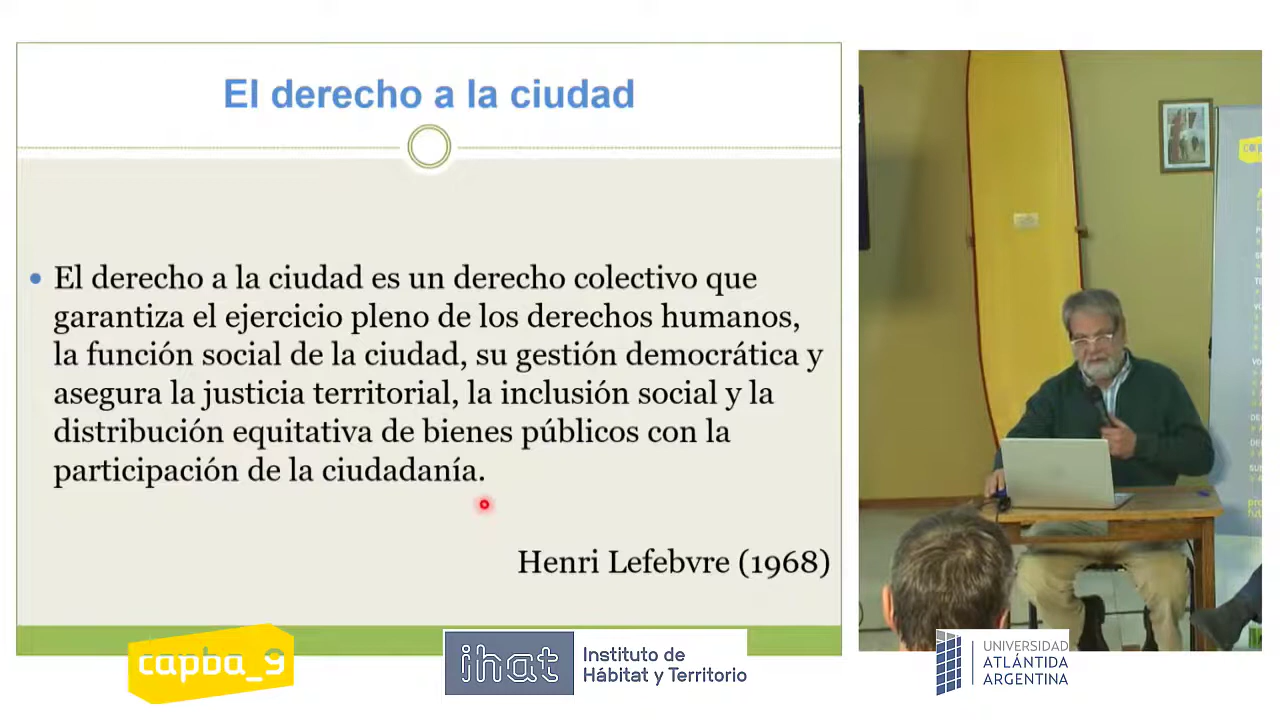 El derecho a la ciudad
El derecho a la ciudad es un derecho colectivo que
garantiza el ejercicio pleno de los derechos humanos,
la función social de la ciudad, su gestión democrática y
asegura la justicia territorial, la inclusión social y la
distribución equitativa de bienes públicos con la
participación de la ciudadanía.
Henri Lefebvre (1968)
capba_9
ihat
Instituto de
Hábitat y Territorio
UNIVERSIDAD
ATLÁNTIDA
ARGENTINA